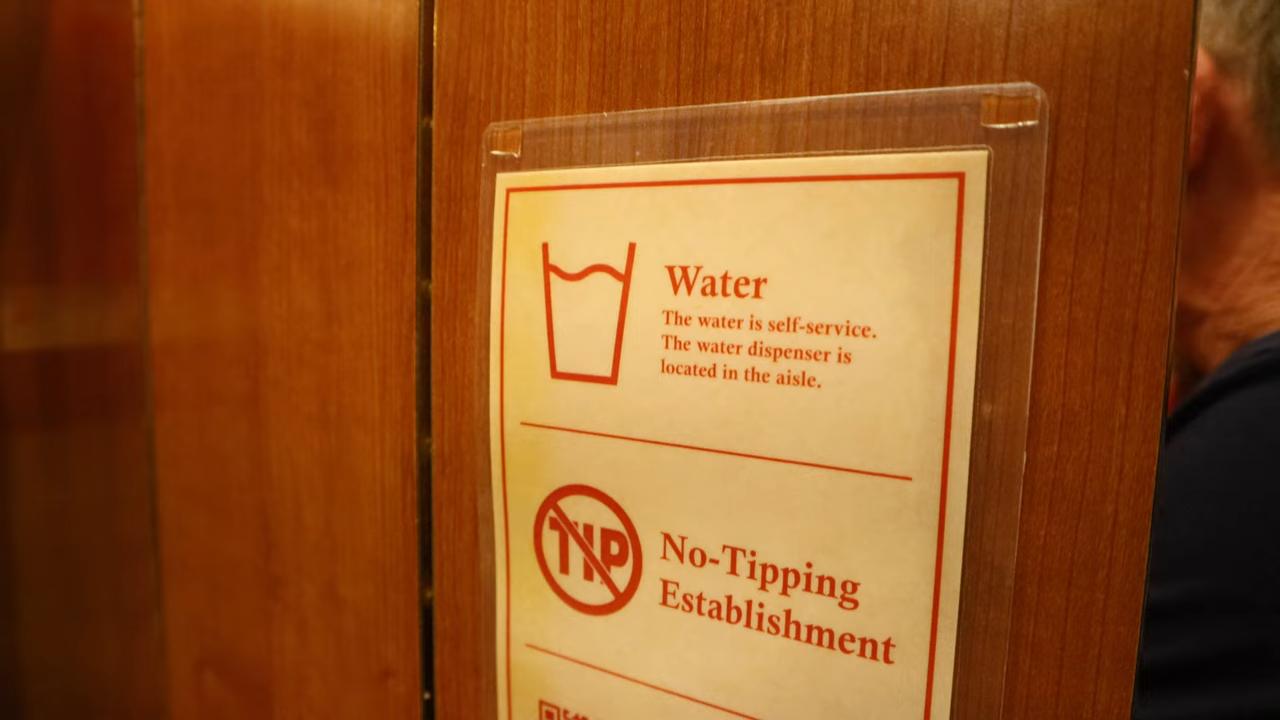 Water
The water is self-service.
The water dispenser is
located in the aisle.
TIP
No-Tipping
Establishment